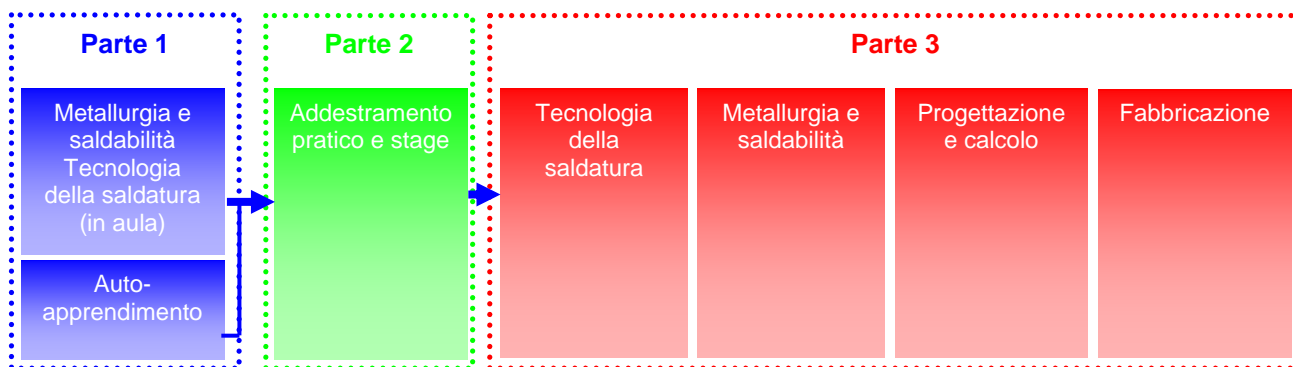 Parte 1
Metallurgia e
saldabilità
Tecnologia
della saldatura
(in aula)
Auto-
apprendimento
Parte 2
Addestramento
pratico e stage
Parte 3
Tecnologia
della
saldatura
Metallurgia e
saldabilità
Progettazione
e calcolo
Fabbricazione